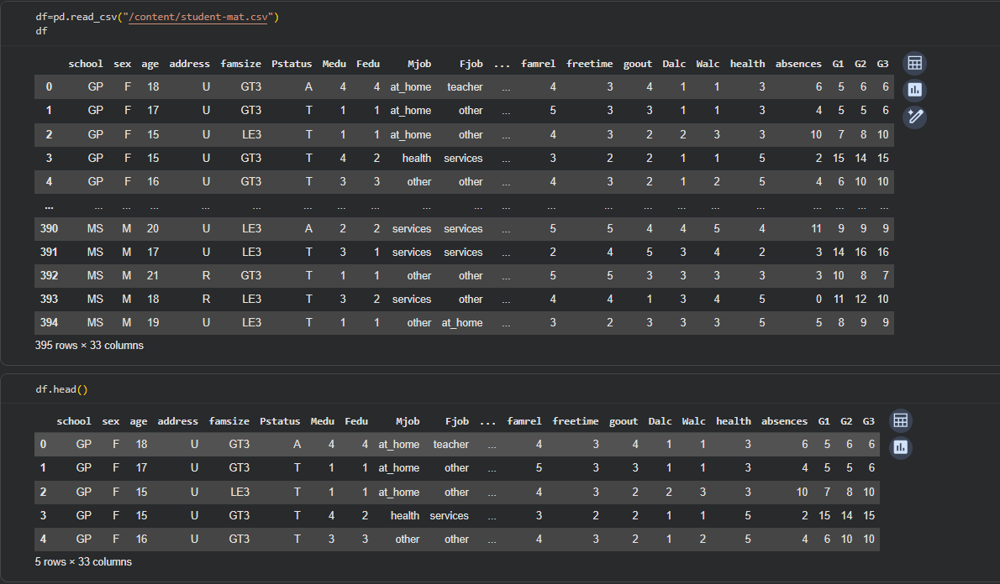 df=pd.read_csv("/content/student-mat.csv")
df
school sex age address famsize Pstatus Medu Fedu Mjob Fjob ... famrel freetime goout Dalc Walc health absences G1 G2 G3
0 GP F 18 U GT3 A 4 4 at_home teacher ... 4 3 4 1 1 3 6 5 6 6
1 GP F 17 U GT3 T 1 1 at_home other ... 5 3 3 1 1 3 4 5 5 6
2 GP F 15 U LE3 T 1 1 at_home other ... 4 3 2 2 3 3 10 7 8 10
3 GP F 15 U GT3 T 4 2 health services ... 3 2 2 1 1 5 2 15 14 15
4 GP F 16 U GT3 T 3 3 other other ... 4 3 2 1 2 5 4 6 10 10
... ... ... ... ... ... ... ... ... ... ... ... ... ... ... ... ... ... ... ... ... ...
390 MS M 20 U LE3 A 2 2 services services ... 5 5 4 4 5 4 11 9 9 9
391 MS M 17 U LE3 T 3 1 services services ... 2 4 5 3 4 2 3 14 16 16
392 MS M 21 R GT3 T 1 1 other other ... 5 5 3 3 3 3 3 10 8 7
393 MS M 18 R LE3 T 3 2 services other ... 4 4 1 3 4 5 0 11 12 10
394 MS M 19 U LE3 T 1 1 other at_home ... 3 2 3 3 3 5 5 8 9 9
395 rows × 33 columns
df.head()
school sex age address famsize Pstatus Medu Fedu Mjob Fjob ... famrel freetime goout Dalc Walc health absences G1 G2 G3
0 GP F 18 U GT3 A 4 4 at_home teacher ... 4 3 4 1 1 3 6 5 6 6
1 GP F 17 U GT3 T 1 1 at_home other ... 5 3 3 1 1 3 4 5 5 6
2 GP F 15 U LE3 T 1 1 at_home other ... 4 3 2 2 3 3 10 7 8 10
3 GP F 15 U GT3 T 4 2 health services ... 3 2 2 1 1 5 2 15 14 15
4 GP F 16 U GT3 T 3 3 other other ... 4 3 2 1 2 5 4 6 10 10
5 rows × 33 columns